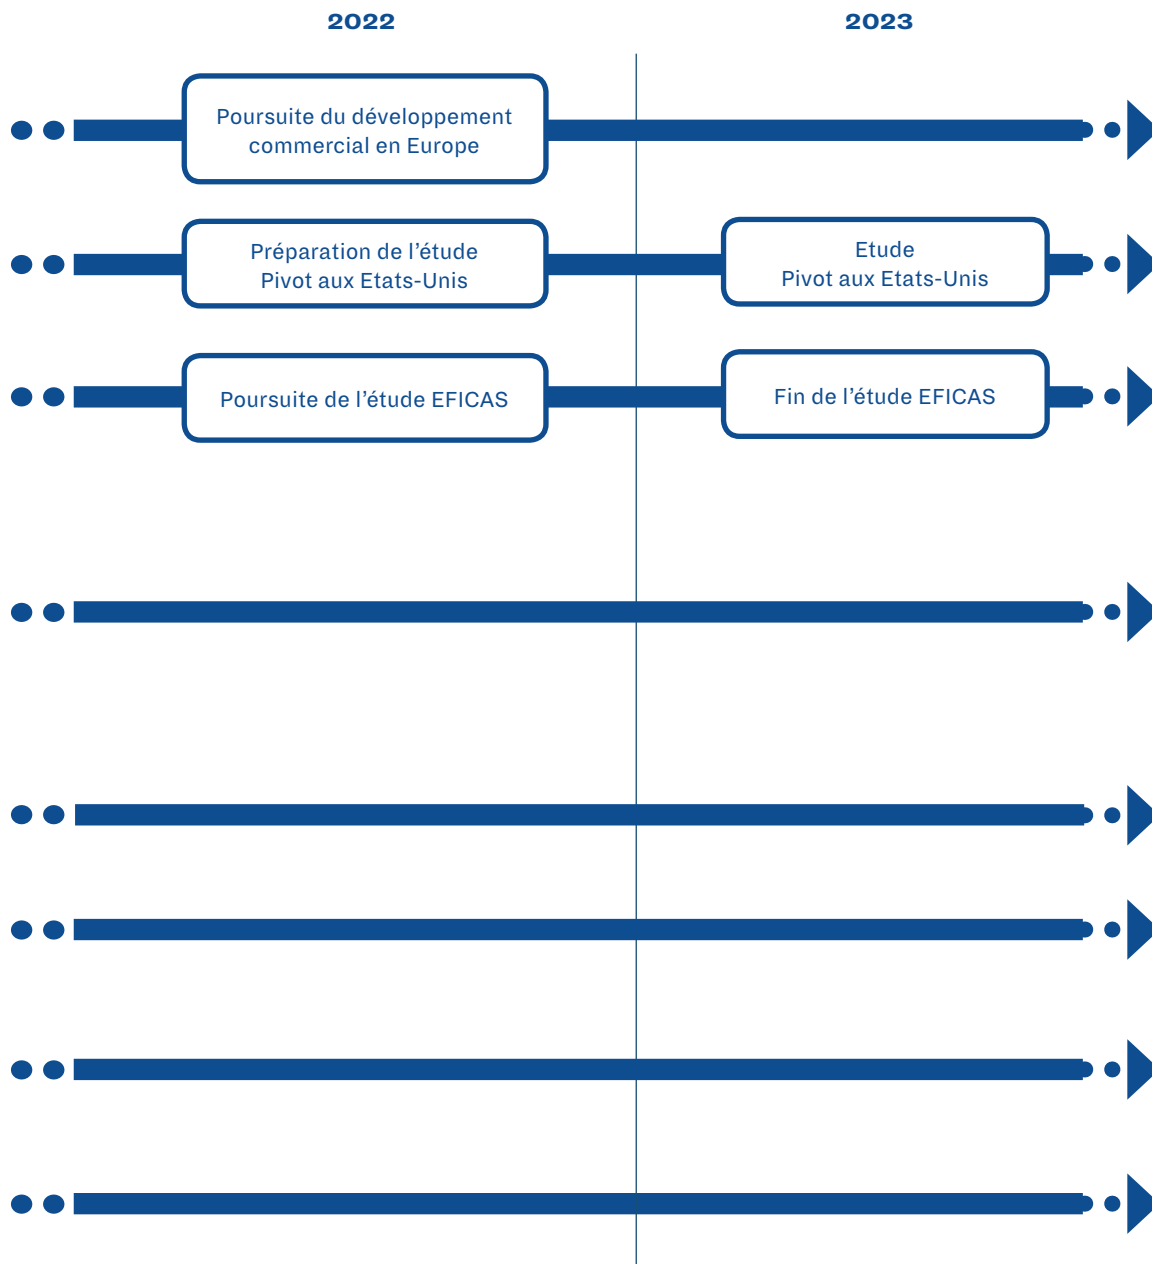 2022
2023
Poursuite du développement
commercial en Europe
Préparation de l’étude
Pivot aux Etats-Unis
Etude
Pivot aux Etats-Unis
Poursuite de l’étude EFICAS
Fin de l’étude EFICAS